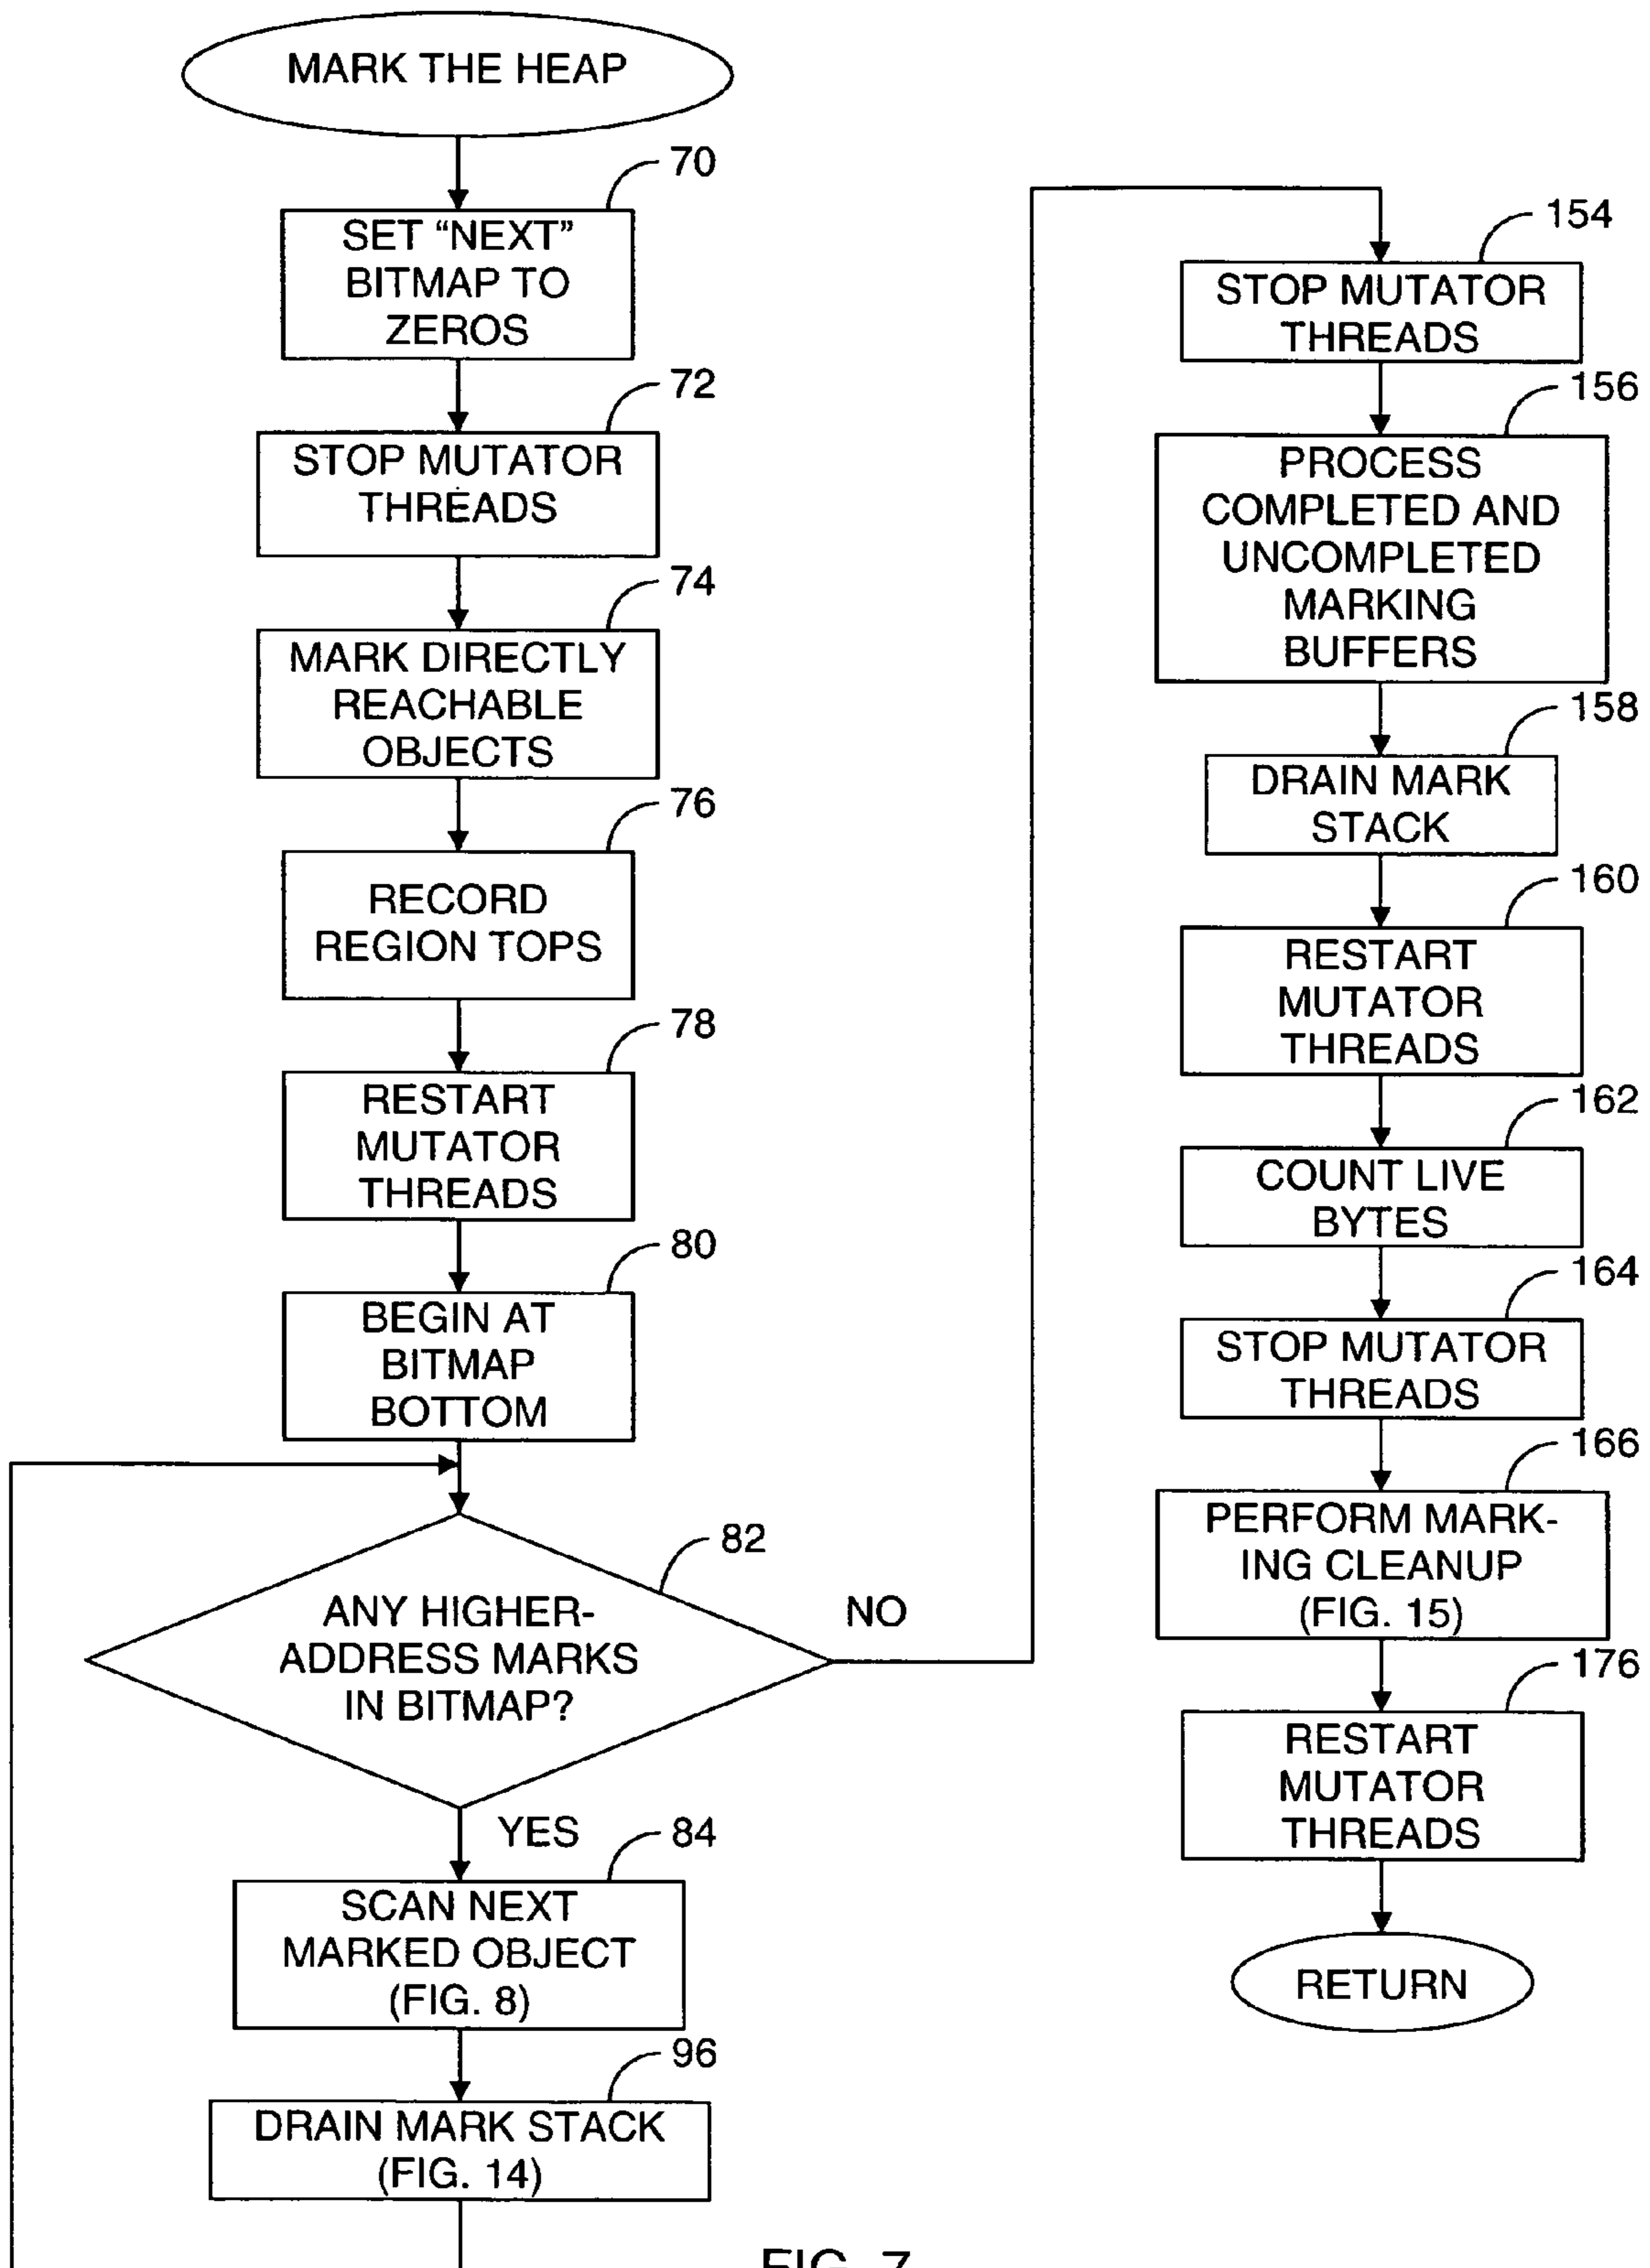 MARK THE HEAP
70
SET “NEXT”
BITMAP TO
ZEROS
72
STOP MUTATOR
THREADS
74
MARK DIRECTLY
REACHABLE
OBJECTS
76
RECORD
REGION TOPS
78
RESTART
MUTATOR
THREADS
80
BEGIN AT
BITMAP
BOTTOM
82
ANY HIGHER-
ADDRESS MARKS
IN BITMAP?
NO
YES
84
SCAN NEXT
MARKED OBJECT
(FIG. 8)
96
DRAIN MARK STACK
(FIG. 14)
154
STOP MUTATOR
THREADS
156
PROCESS
COMPLETED AND
UNCOMPLETED
MARKING
BUFFERS
158
DRAIN MARK
STACK
160
RESTART
MUTATOR
THREADS
162
COUNT LIVE
BYTES
164
STOP MUTATOR
THREADS
166
PERFORM MARK-
ING CLEANUP
(FIG. 15)
176
RESTART
MUTATOR
THREADS
RETURN
FIG. 7